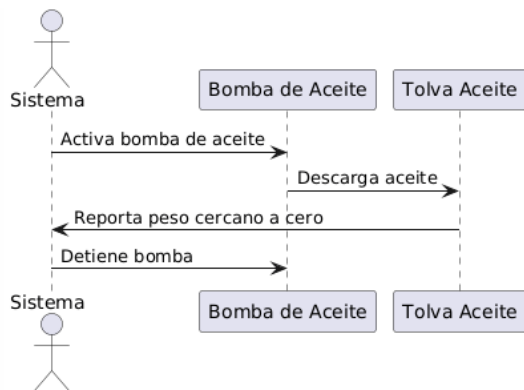 Sistema
Bomba de Aceite
Tolva Aceite
Activa bomba de aceite
Descarga aceite
Reporta peso cercano a cero
Detiene bomba
Sistema
Bomba de Aceite
Tolva Aceite